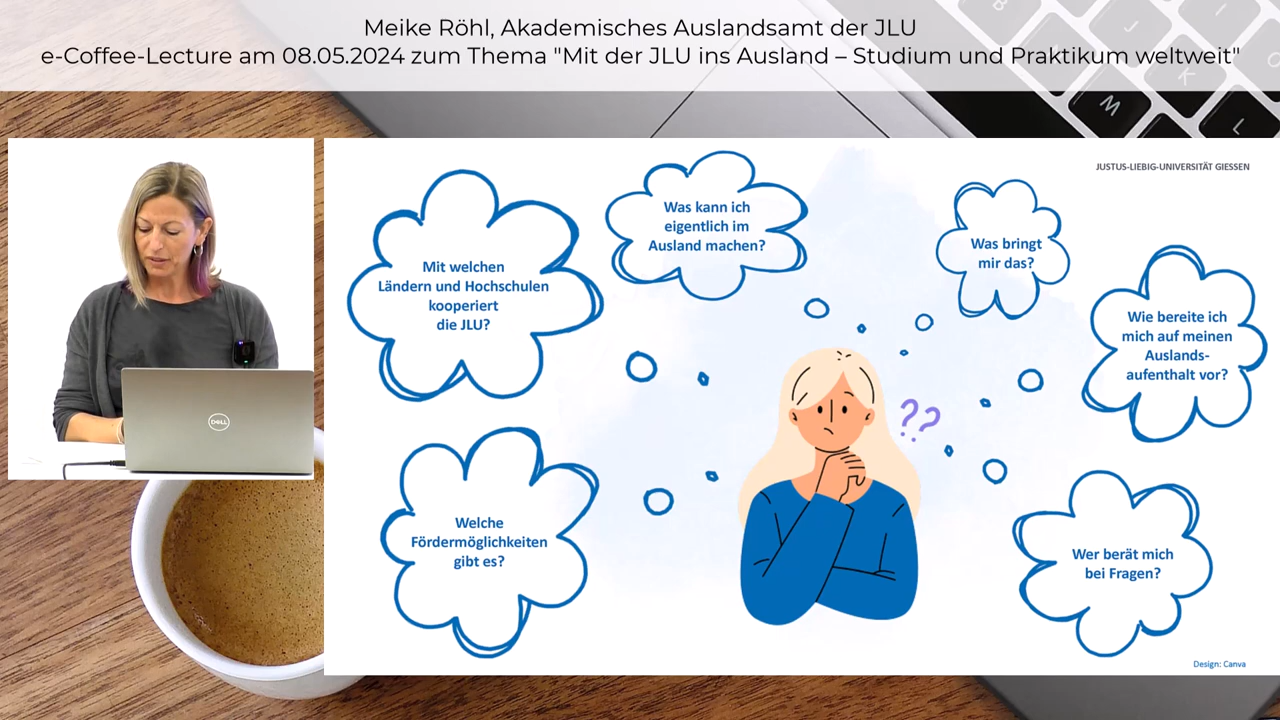 Meike Röhl, Akademisches Auslandsamt der JLU
e-Coffee-Lecture am 08.05.2024 zum Thema "Mit der JLU ins Ausland – Studium und Praktikum weltweit"
JUSTUS-LIEBIG-UNIVERSITÄT GIESSEN
Mit welchen
Ländern und Hochschulen
kooperiert
die JLU?
Was kann ich
eigentlich im
Ausland machen?
Was bringt
mir das?
Wie bereite ich
mich auf meinen
Auslands-
aufenthalt vor?
??
Welche
Fördermöglichkeiten
gibt es?
Wer berät mich
bei Fragen?
Design: Canva
DELL
B
J
I
O
K
M
L